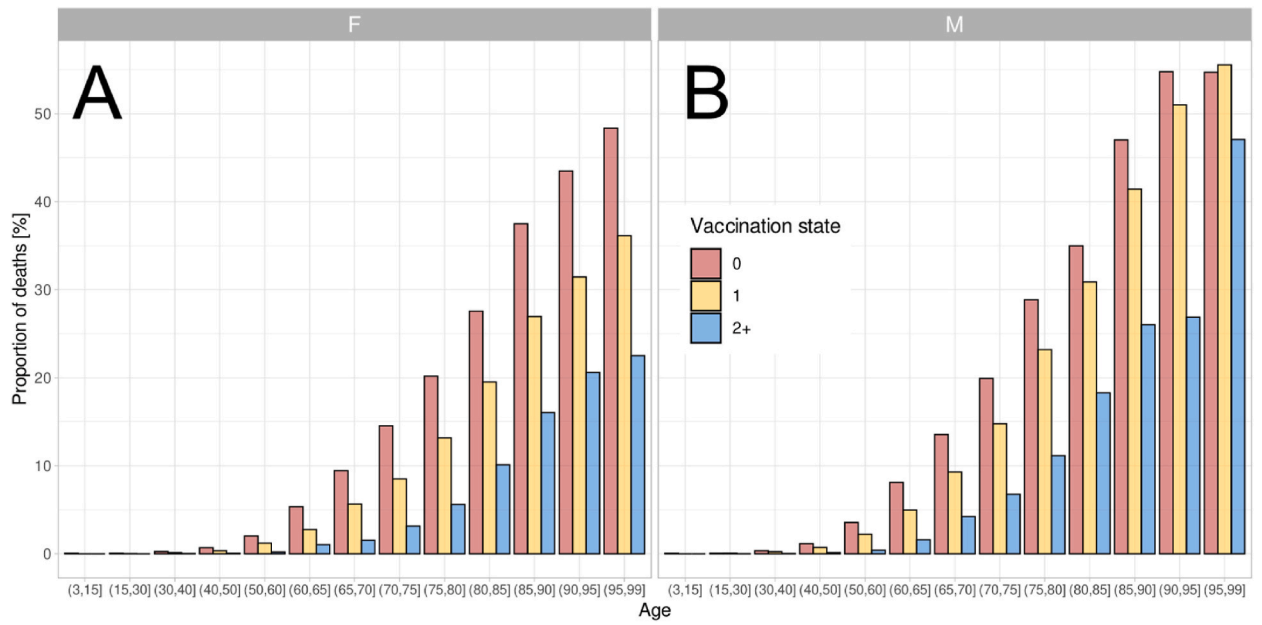 F
M
A
B
Proportion of deaths [%]
50
40
30
20
10
0
Vaccination state
0
1
2+
(3,15] (15,30] (30,40] (40,50] (50,60] (60,65] (65,70] (70,75] (75,80] (80,85] (85,90] (90,95] (95,99]
(3,15] (15,30] (30,40] (40,50] (50,60] (60,65] (65,70] (70,75] (75,80] (80,85] (85,90] (90,95] (95,99]
Age